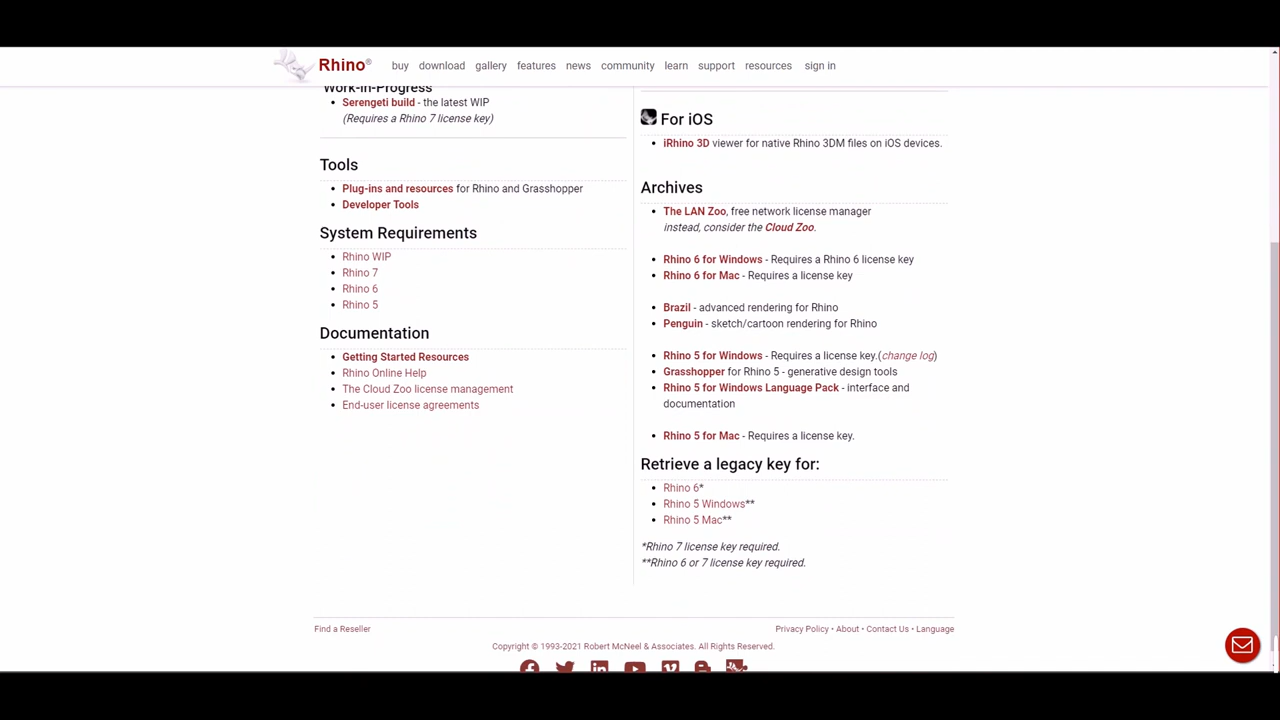 Rhino®
buy download gallery features news community learn support resources sign in
Work-in-Progress
Serengeti build - the latest WIP
(Requires a Rhino 7 license key)
Tools
Plug-ins and resources for Rhino and Grasshopper
Developer Tools
System Requirements
Rhino WIP
Rhino 7
Rhino 6
Rhino 5
Documentation
Getting Started Resources
Rhino Online Help
The Cloud Zoo license management
End-user license agreements
For iOS
iRhino 3D viewer for native Rhino 3DM files on iOS devices.
Archives
The LAN Zoo, free network license manager
instead, consider the Cloud Zoo.
Rhino 6 for Windows - Requires a Rhino 6 license key
Rhino 6 for Mac - Requires a license key
Brazil - advanced rendering for Rhino
Penguin - sketch/cartoon rendering for Rhino
Rhino 5 for Windows - Requires a license key.(change log)
Grasshopper for Rhino 5 - generative design tools
Rhino 5 for Windows Language Pack - interface and
documentation
Rhino 5 for Mac - Requires a license key.
Retrieve a legacy key for:
Rhino 6*
Rhino 5 Windows**
Rhino 5 Mac**
*Rhino 7 license key required.
**Rhino 6 or 7 license key required.
Find a Reseller
Privacy Policy • About • Contact Us • Language
Copyright © 1993-2021 Robert McNeel & Associates. All Rights Reserved.